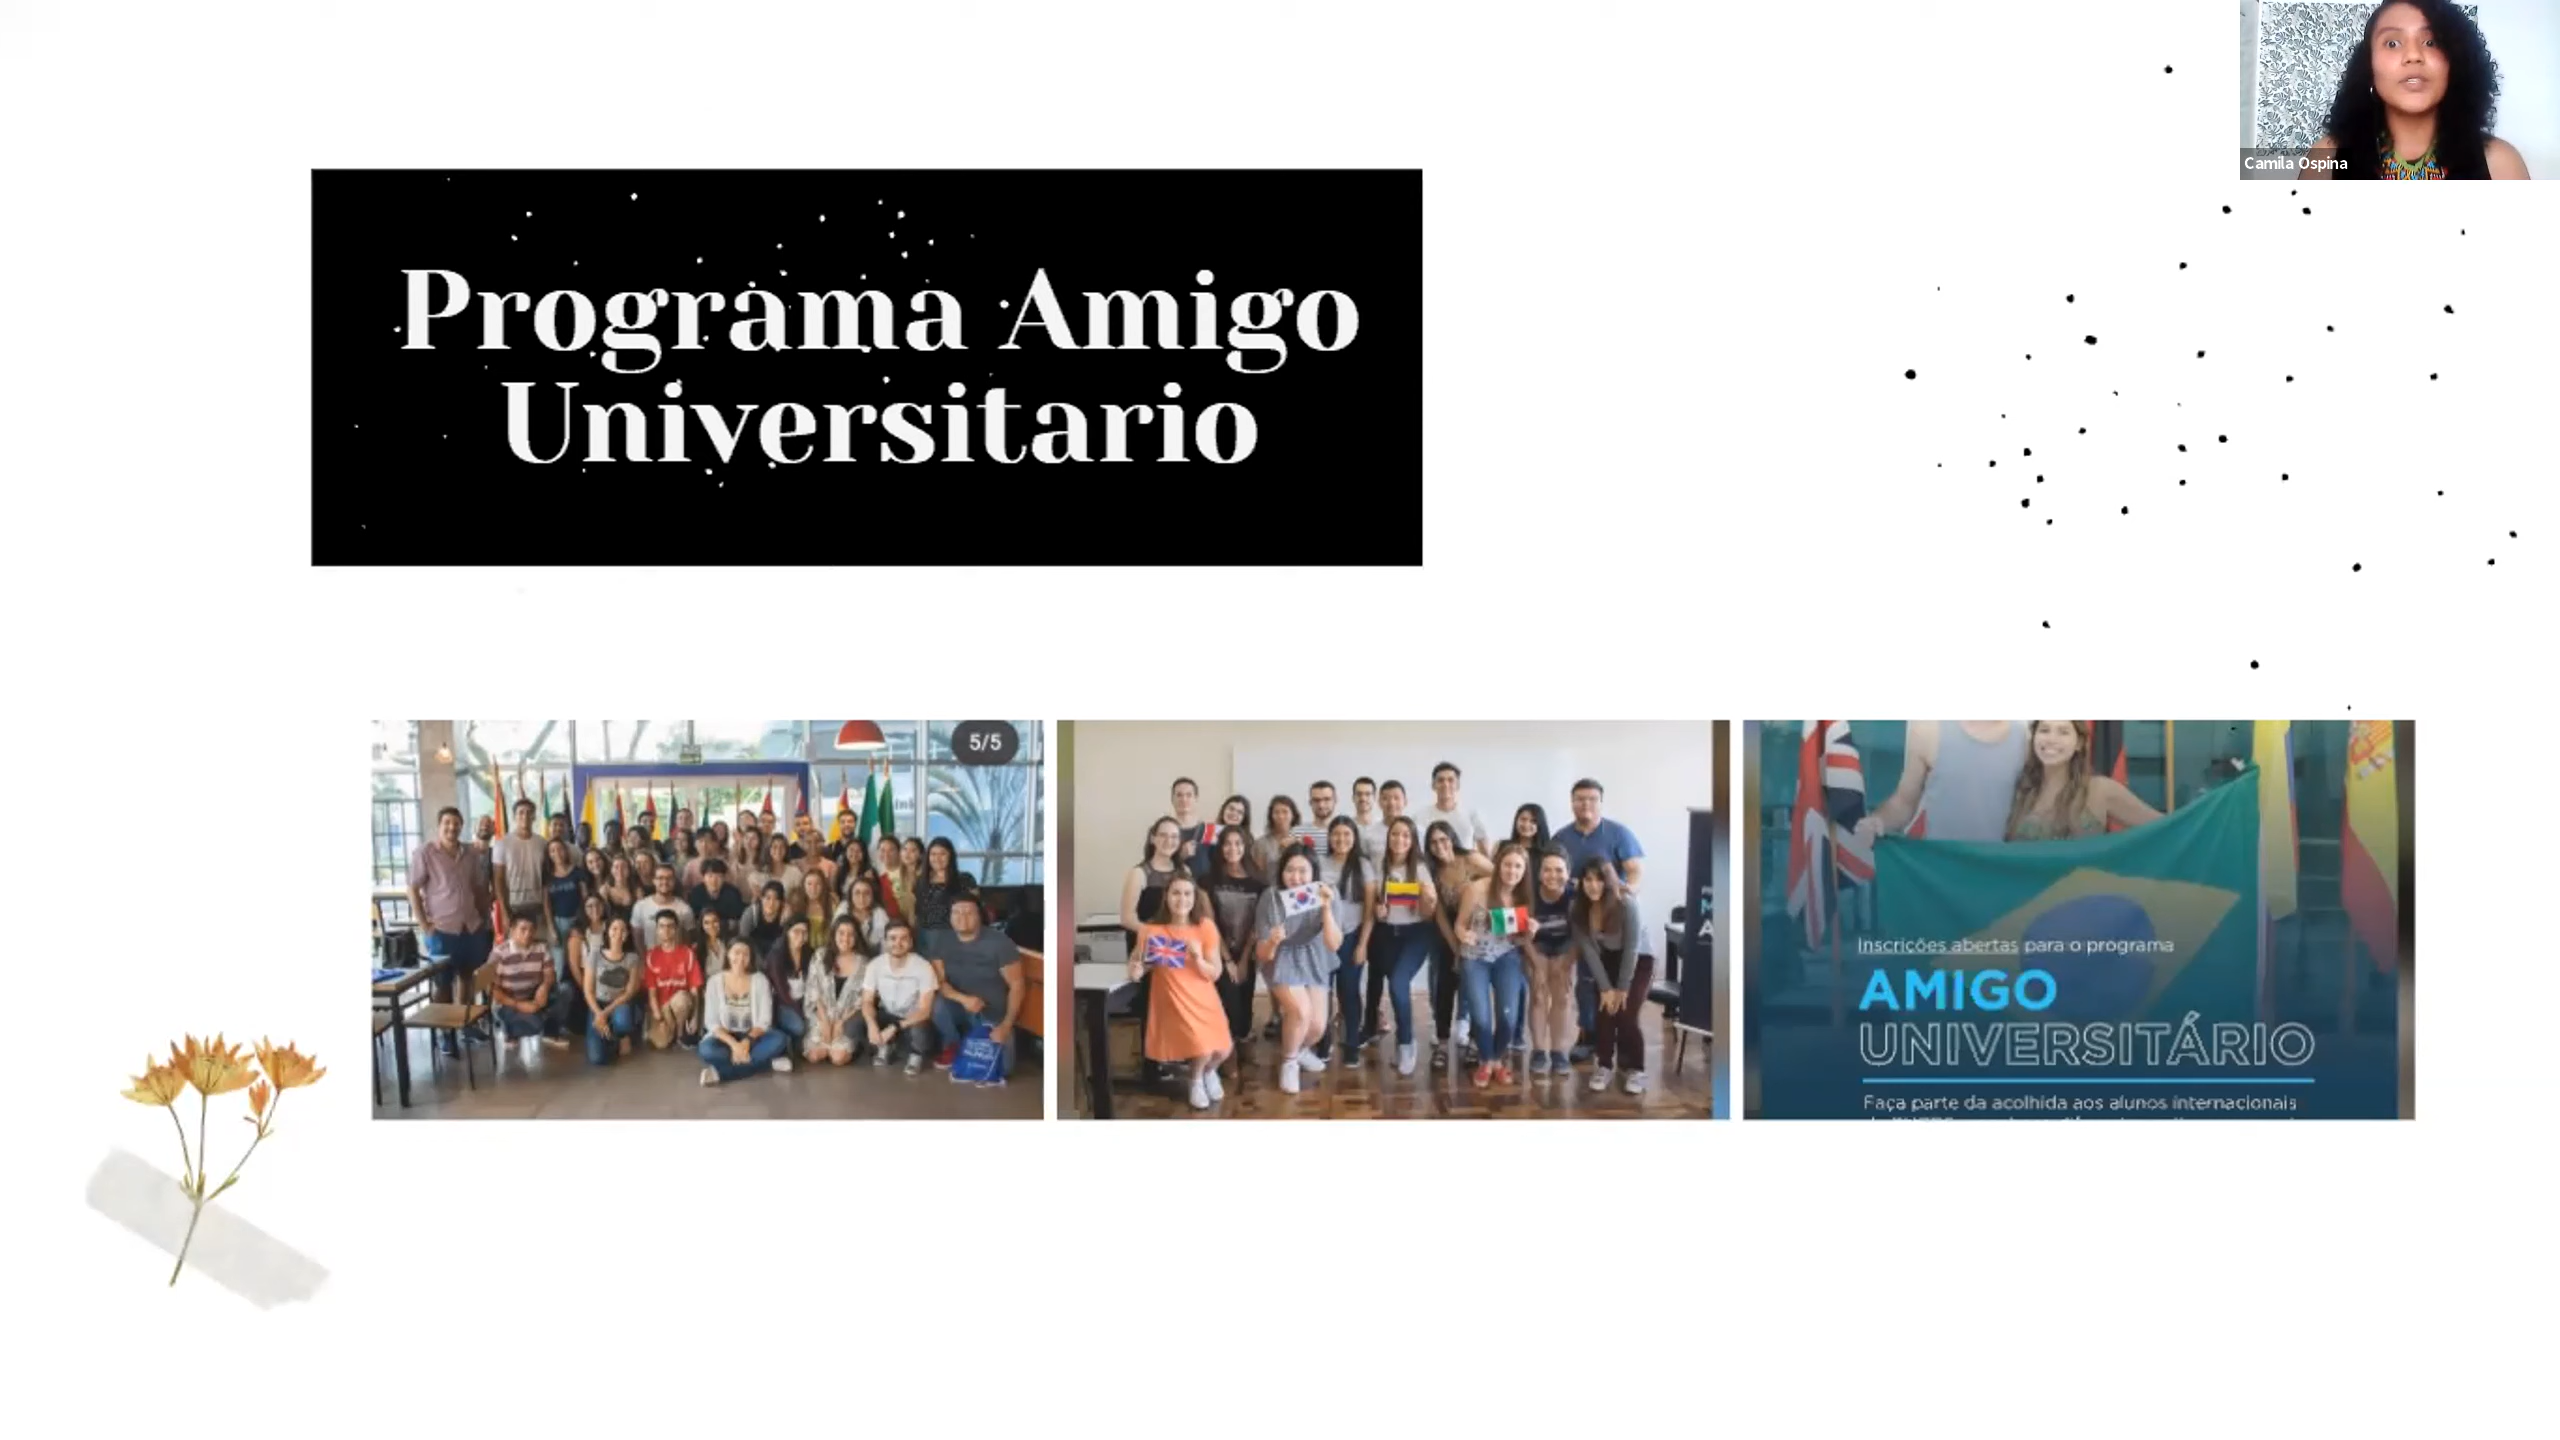 Camila Ospina
Programa Amigo
Universitario
5/5
Inscrições abertas para o programa
AMIGO
UNIVERSITÁRIO
Faça parte da acolhida aos alunos internacionais